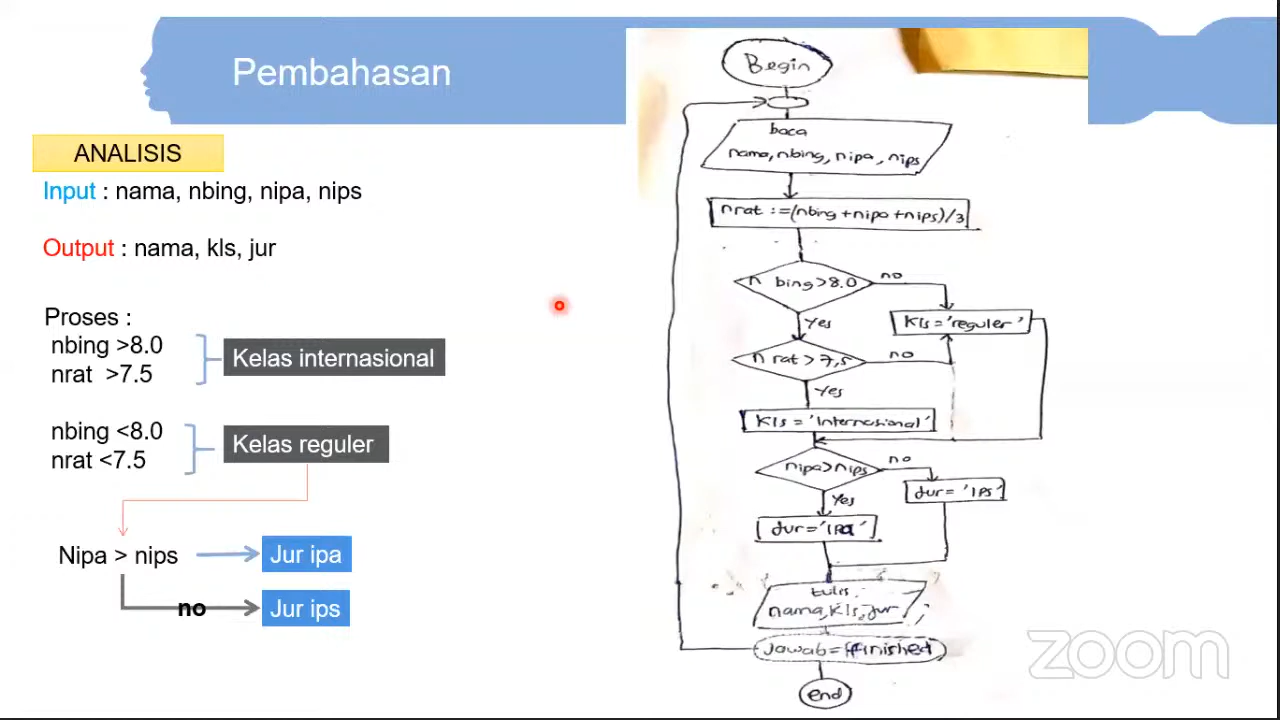 Pembahasan
ANALISIS
Input : nama, nbing, nipa, nips
Output : nama, kls, jur
Proses :
nbing >8.0
nrat >7.5
Kelas internasional
nbing <8.0
nrat <7.5
Kelas reguler
Nipa > nips
Jur ipa
no
Jur ips
Begin
baca
nama, nbing, nipa, nips
nrat :=(nbing+nipa+nips)/3
n bing>8.0
no
Yes
Kls='reguler'
n rat>7,5
no
Yes
Kls='Internasional'
nipa>nips
no
Yes
Jur='IPS'
Jur='IPA'
tulis
nama, Kls, Jur
Jawab=finished
end
zoom